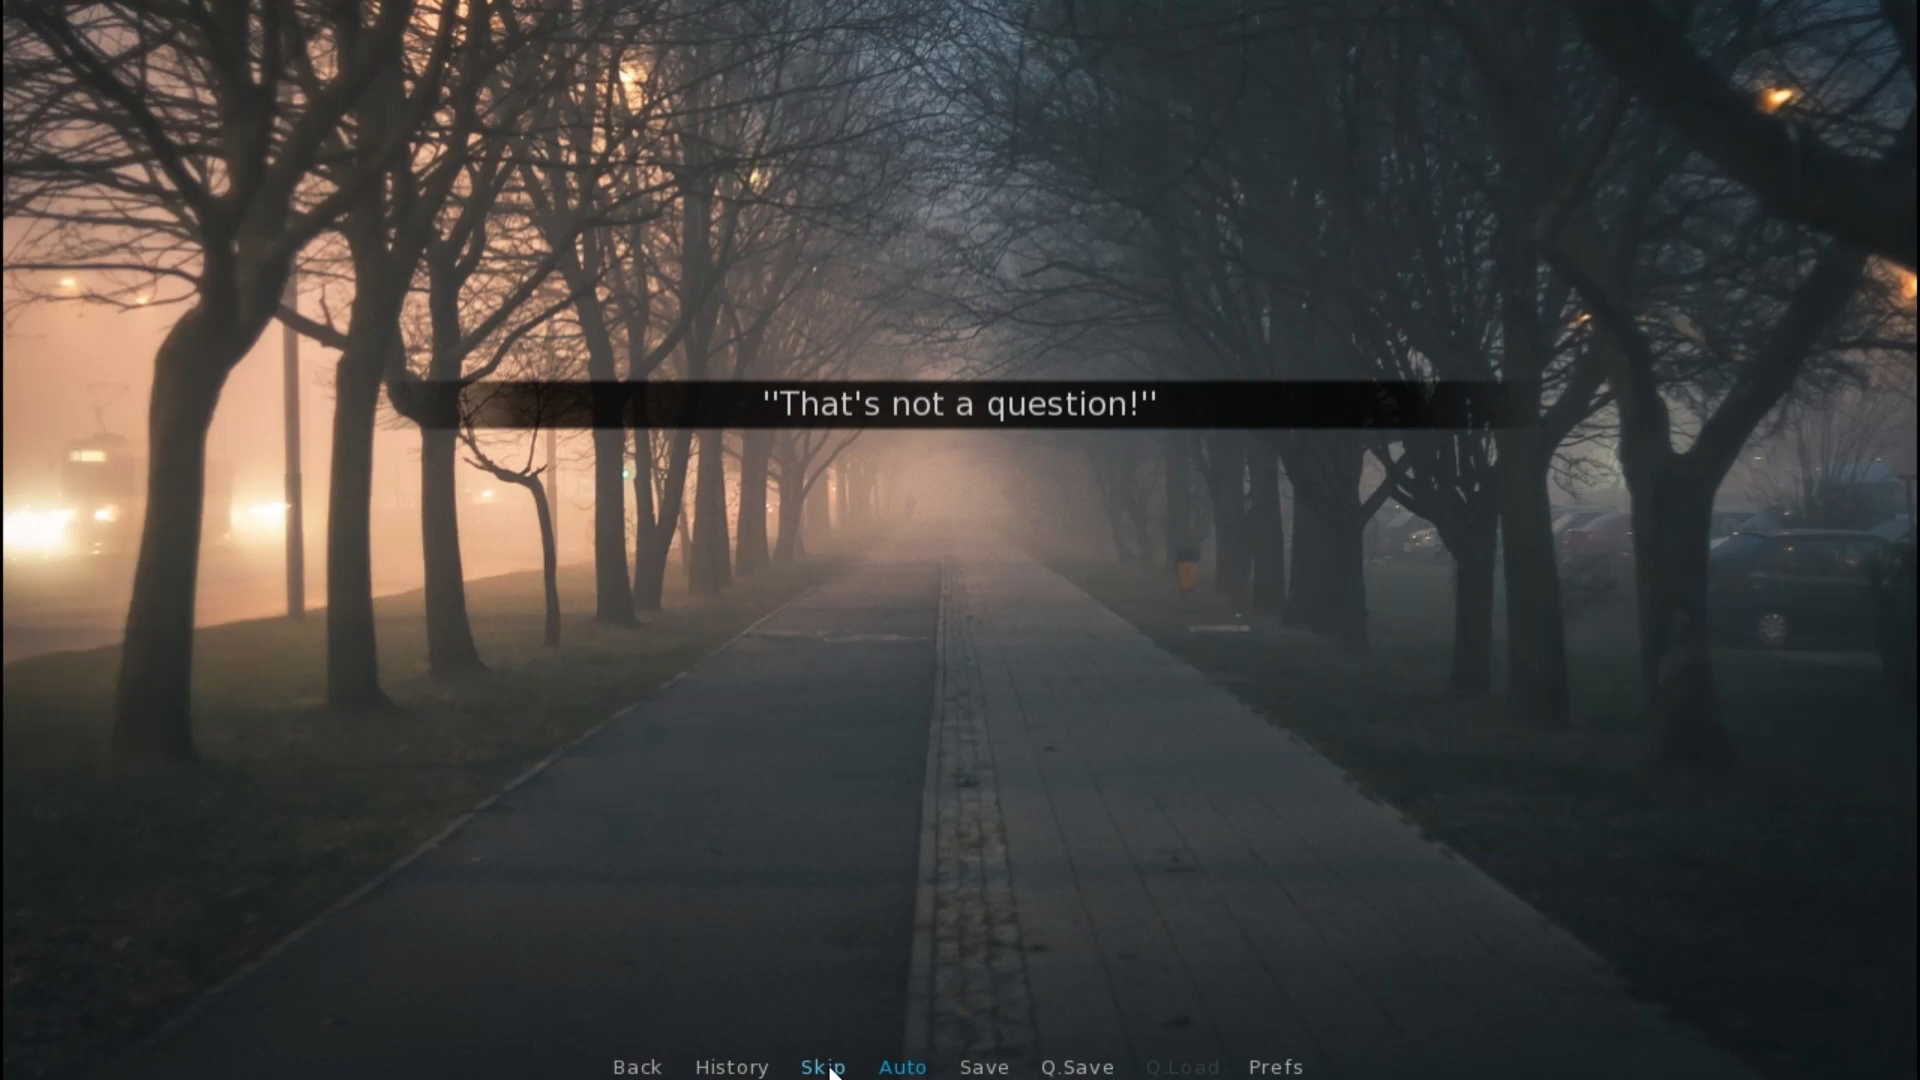 ''That's not a question!''
Back History Skip Auto Save Q.Save Q.Load Prefs